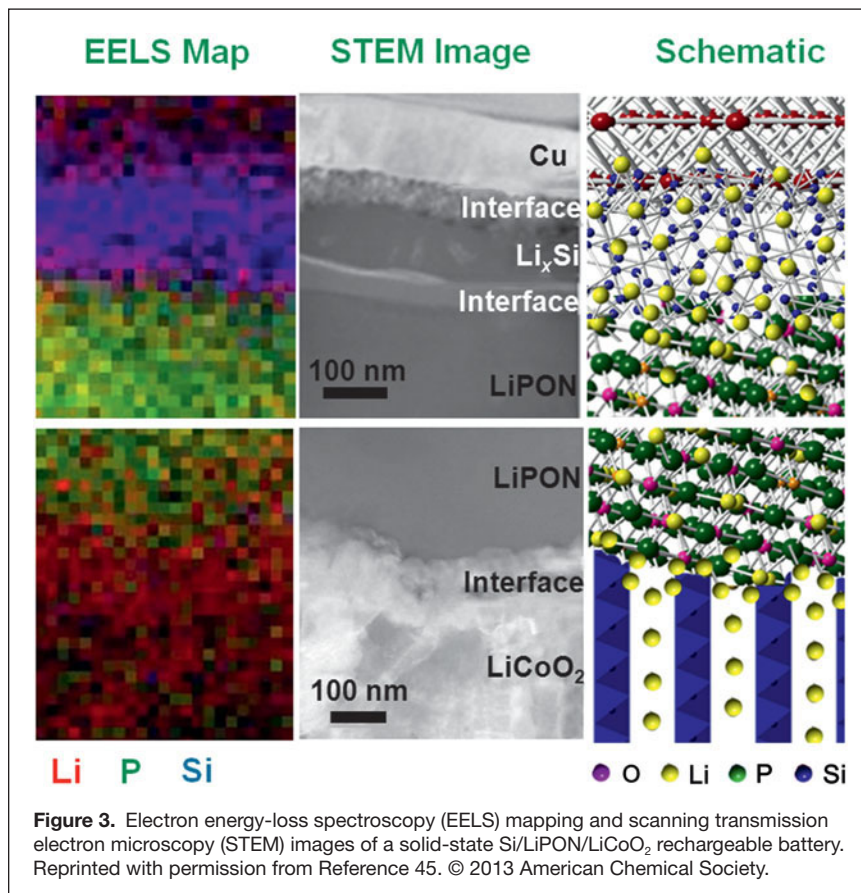 EELS Map STEM Image Schematic
Cu
Interface
LiₓSi
Interface
100 nm
LiPON
LiPON
Interface
LiCoO₂
100 nm
Li P Si
O Li P Si
Figure 3. Electron energy-loss spectroscopy (EELS) mapping and scanning transmission
electron microscopy (STEM) images of a solid-state Si/LiPON/LiCoO₂ rechargeable battery.
Reprinted with permission from Reference 45. © 2013 American Chemical Society.